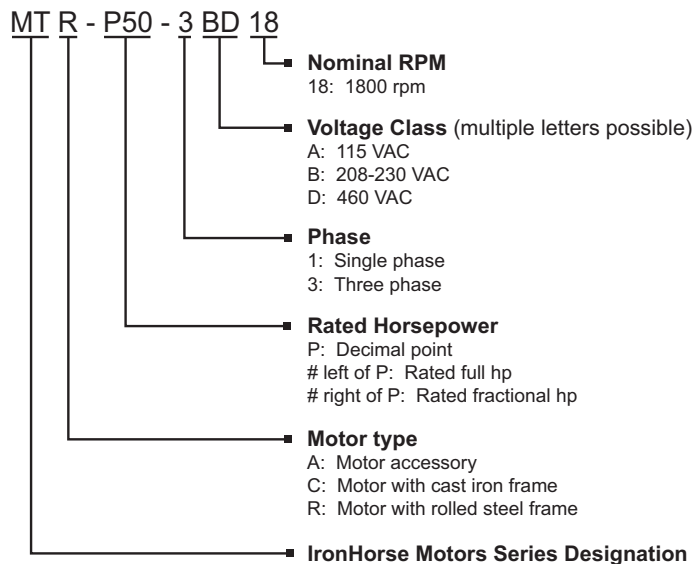 MT R - P50 - 3 BD 18
Nominal RPM
18: 1800 rpm
Voltage Class (multiple letters possible)
A: 115 VAC
B: 208-230 VAC
D: 460 VAC
Phase
1: Single phase
3: Three phase
Rated Horsepower
P: Decimal point
# left of P: Rated full hp
# right of P: Rated fractional hp
Motor type
A: Motor accessory
C: Motor with cast iron frame
R: Motor with rolled steel frame
IronHorse Motors Series Designation